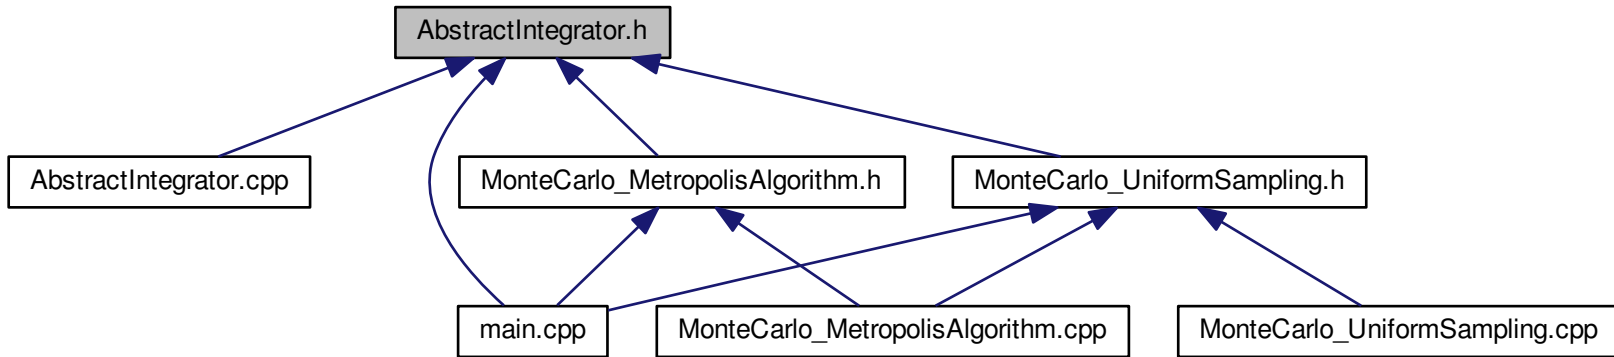 AbstractIntegrator.h
AbstractIntegrator.cpp
MonteCarlo_MetropolisAlgorithm.h
MonteCarlo_UniformSampling.h
main.cpp
MonteCarlo_MetropolisAlgorithm.cpp
MonteCarlo_UniformSampling.cpp